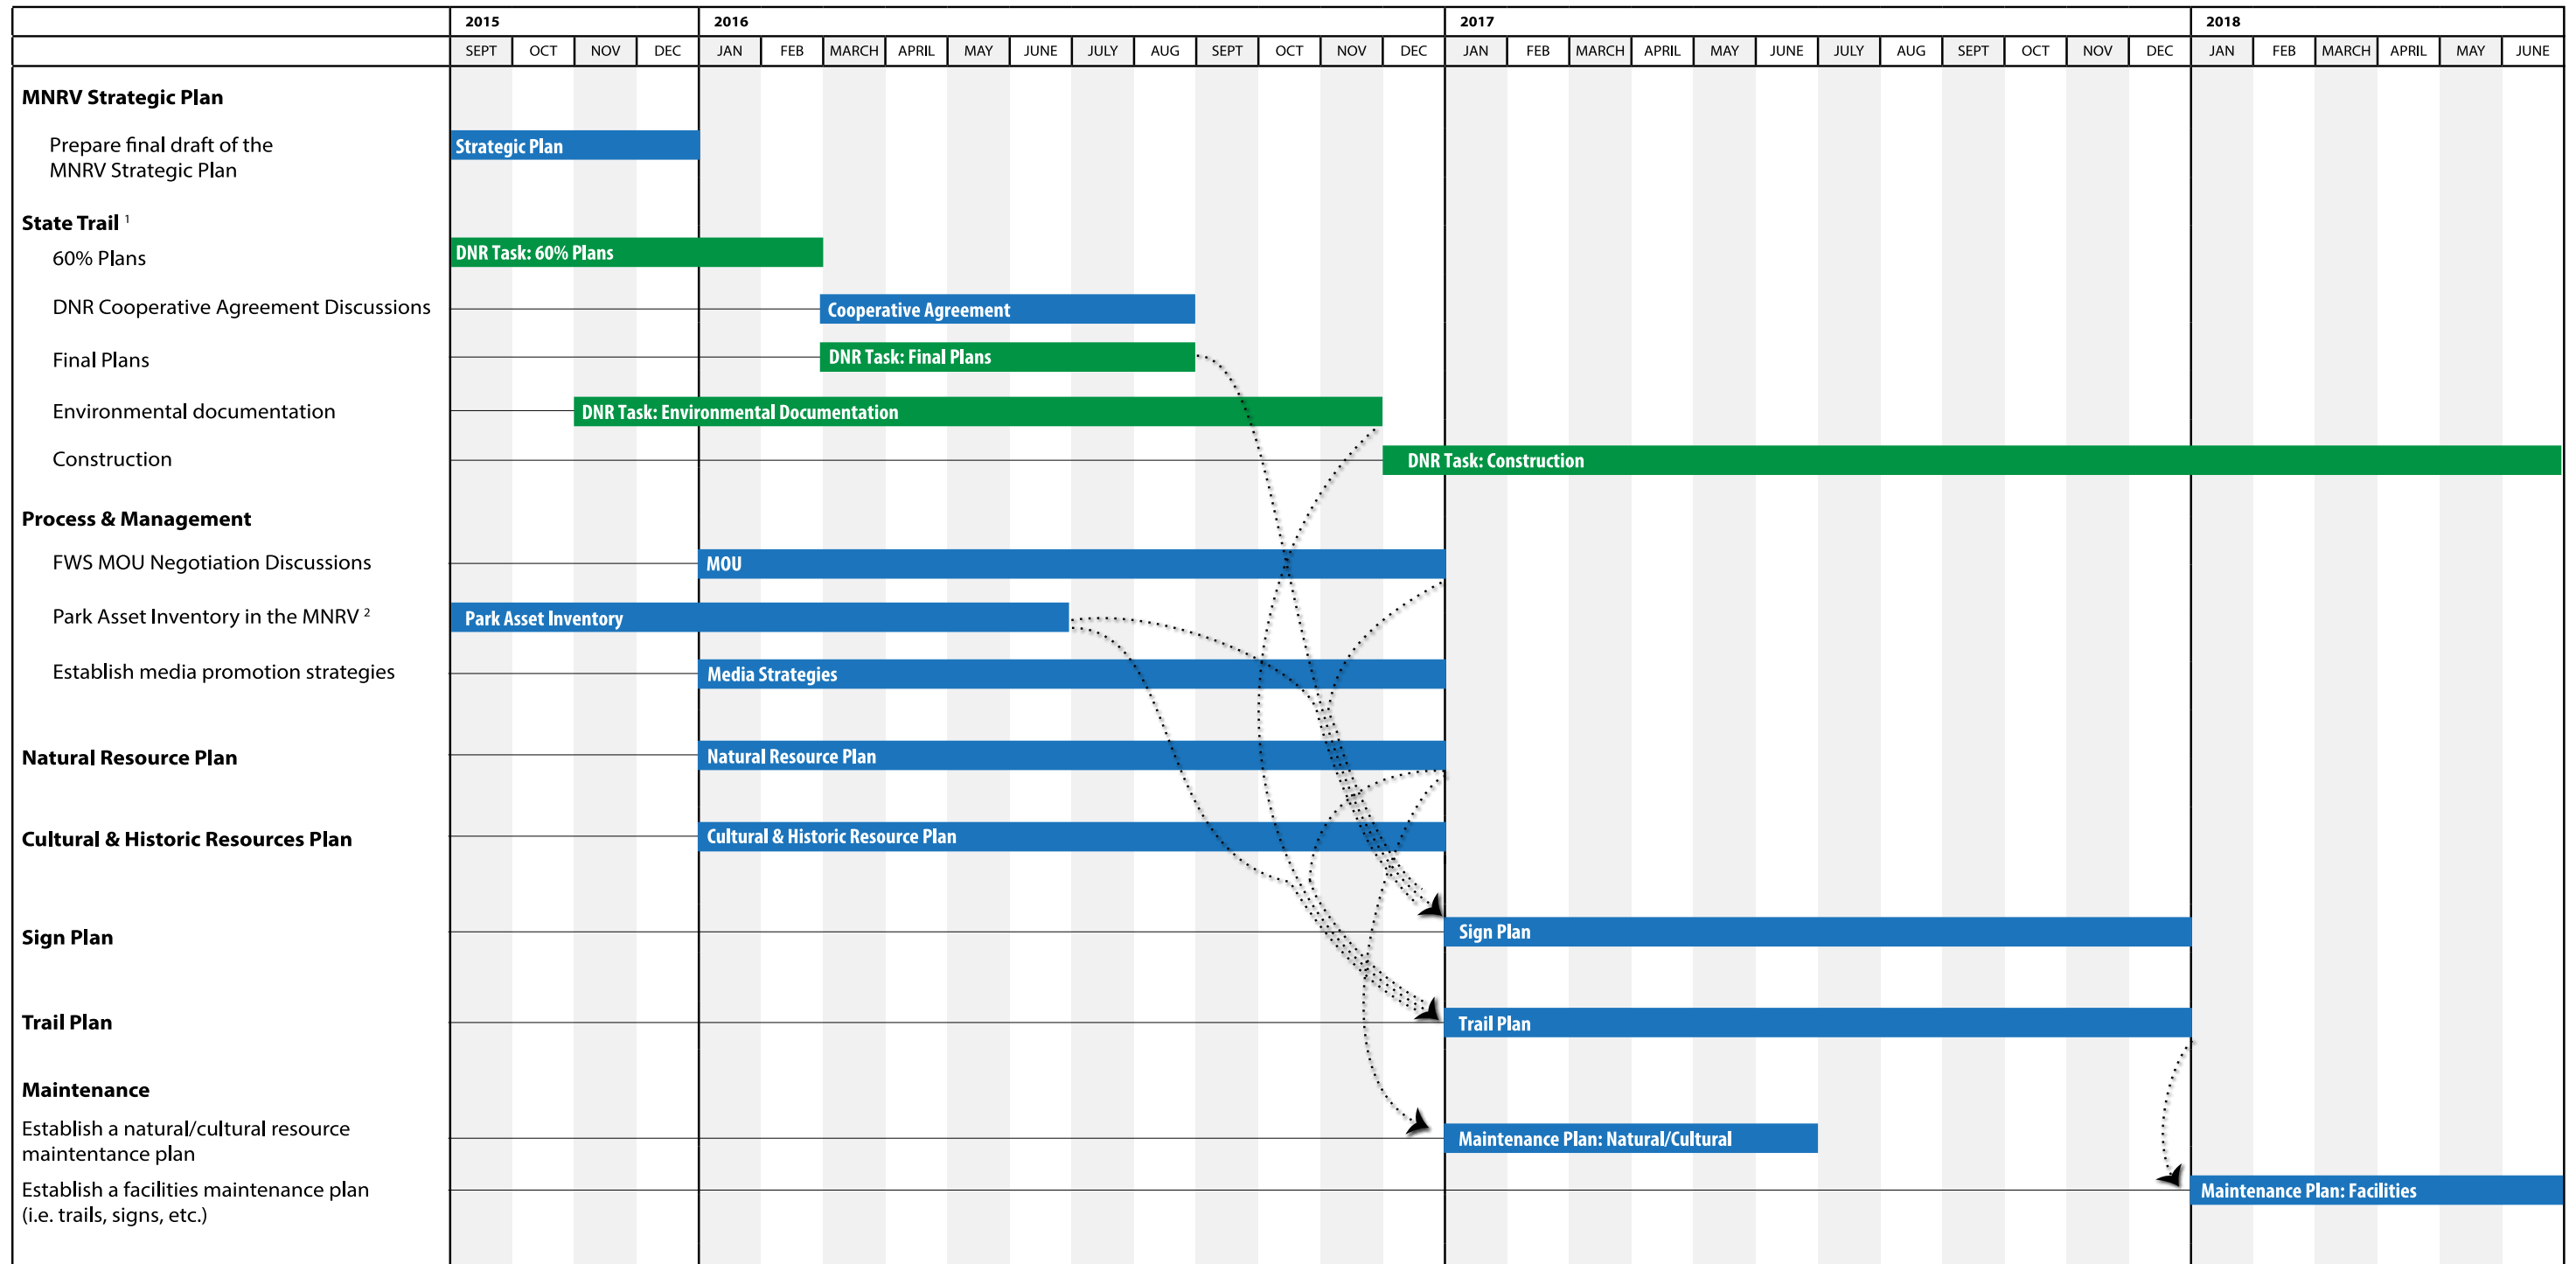 2015 2016 2017 2018
SEPT OCT NOV DEC JAN FEB MARCH APRIL MAY JUNE JULY AUG SEPT OCT NOV DEC JAN FEB MARCH APRIL MAY JUNE JULY AUG SEPT OCT NOV DEC JAN FEB MARCH APRIL MAY JUNE
MNRV Strategic Plan
Prepare final draft of the
MNRV Strategic Plan
Strategic Plan
State Trail 1
60% Plans
DNR Task: 60% Plans
DNR Cooperative Agreement Discussions
Cooperative Agreement
Final Plans
DNR Task: Final Plans
Environmental documentation
DNR Task: Environmental Documentation
Construction
DNR Task: Construction
Process & Management
FWS MOU Negotiation Discussions
MOU
Park Asset Inventory in the MNRV 2
Park Asset Inventory
Establish media promotion strategies
Media Strategies
Natural Resource Plan
Natural Resource Plan
Cultural & Historic Resources Plan
Cultural & Historic Resource Plan
Sign Plan
Sign Plan
Trail Plan
Trail Plan
Maintenance
Establish a natural/cultural resource
maintentance plan
Maintenance Plan: Natural/Cultural
Establish a facilities maintenance plan
(i.e. trails, signs, etc.)
Maintenance Plan: Facilities